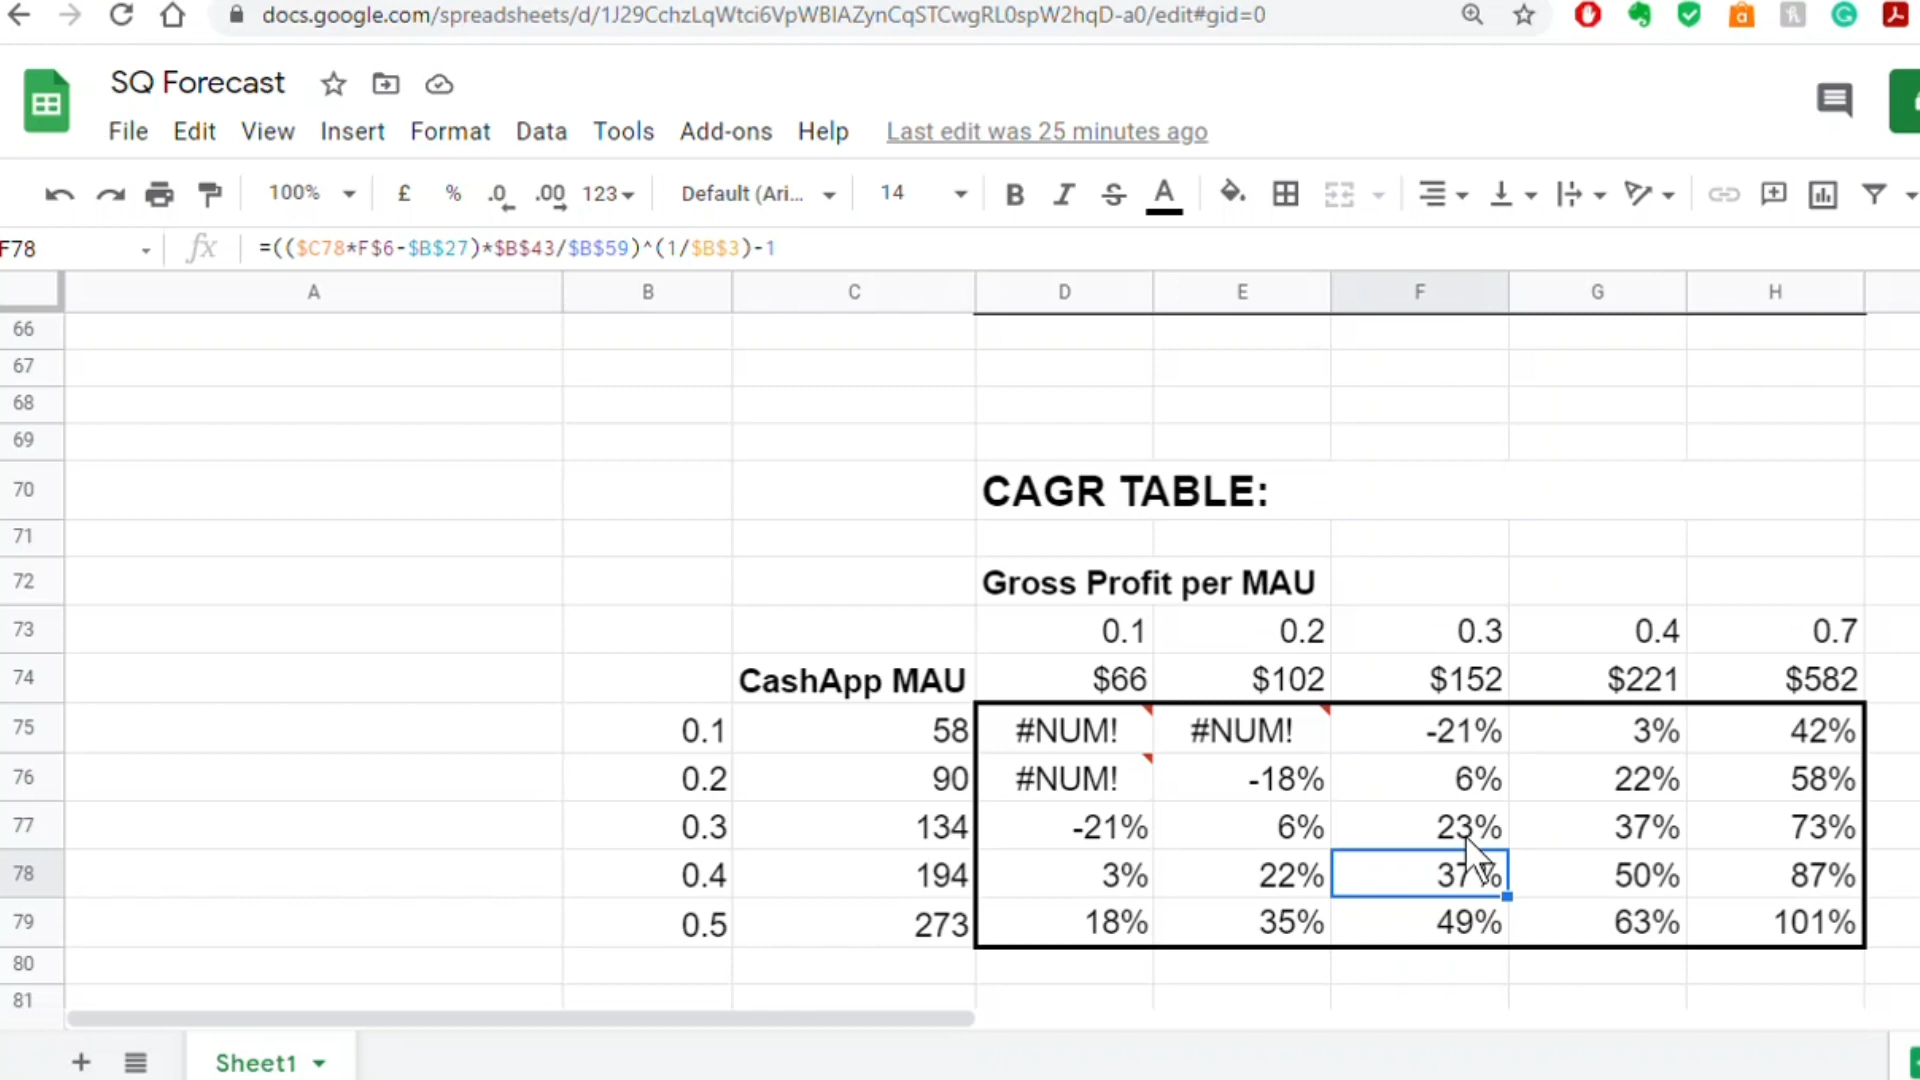 docs.google.com/spreadsheets/d/1J29CchzLqWtci6VpWBlAZynCqSTCwgRL0spW2hqD-a0/edit#gid=0
SQ Forecast
File Edit View Insert Format Data Tools Add-ons Help Last edit was 25 minutes ago
100% £ % .0 .00 123 Default (Ari... 14 B I S A
F78 fx =(($C78*F$6-$B$27)*$B$43/$B$59)^(1/$B$3)-1
A B C D E F G H
66
67
68
69
70 CAGR TABLE:
71
72 Gross Profit per MAU
73 0.1 0.2 0.3 0.4 0.7
74 CashApp MAU $66 $102 $152 $221 $582
75 0.1 58 #NUM! #NUM! -21% 3% 42%
76 0.2 90 #NUM! -18% 6% 22% 58%
77 0.3 134 -21% 6% 23% 37% 73%
78 0.4 194 3% 22% 37% 50% 87%
79 0.5 273 18% 35% 49% 63% 101%
80
81
Sheet1